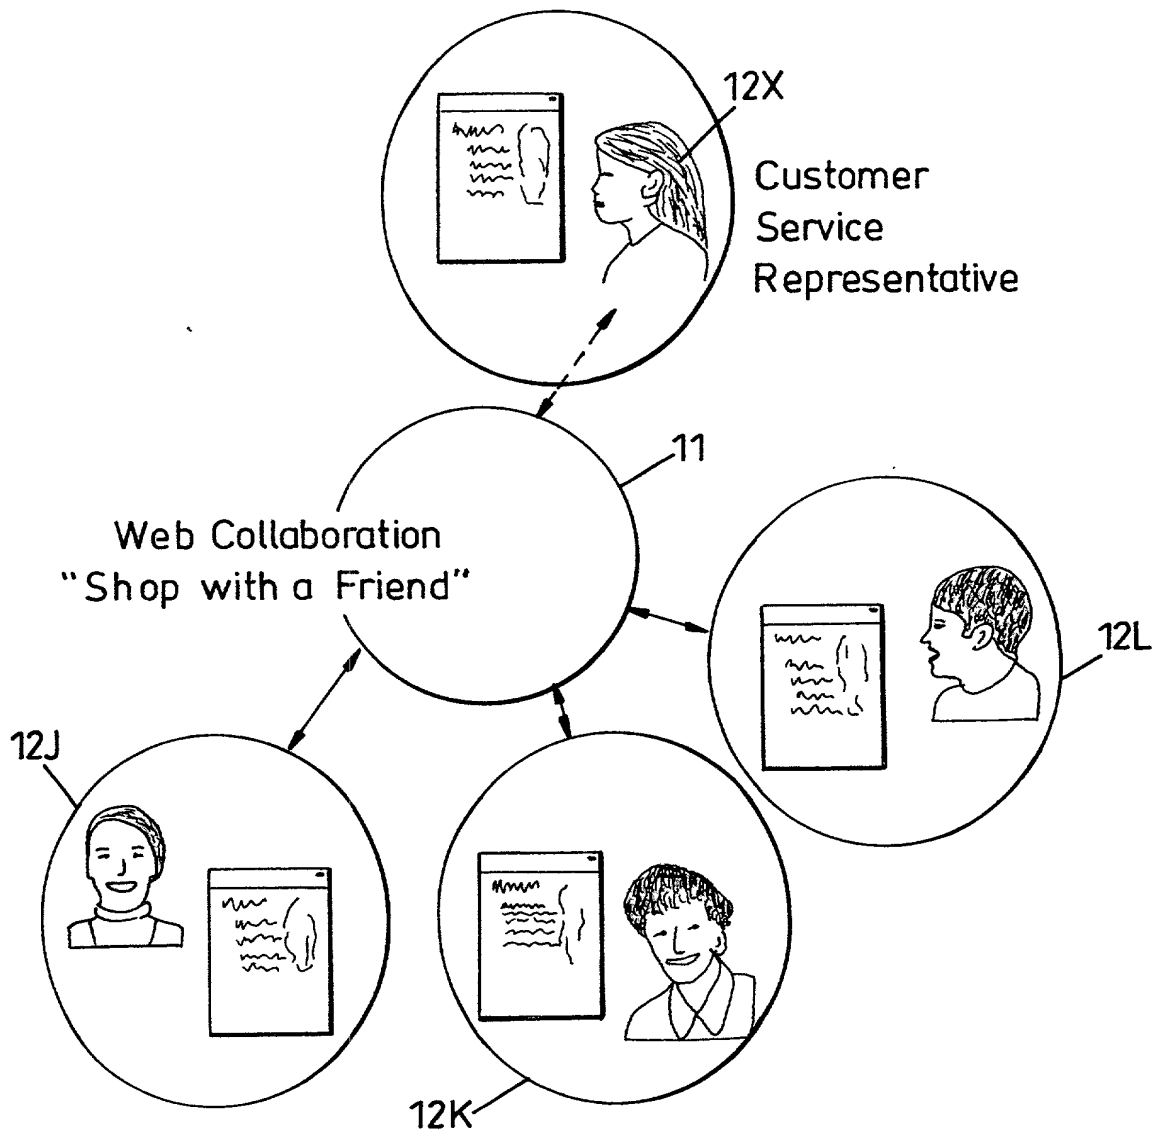 12X
Customer
Service
Representative
11
Web Collaboration
"Shop with a Friend"
12L
12J
12K